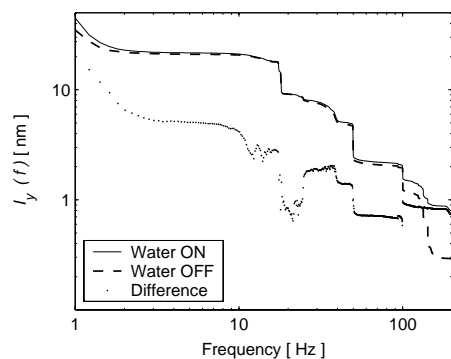 I_y (f) [ nm ]
10
1
1
10
100
Water ON
Water OFF
Difference
Frequency [ Hz ]